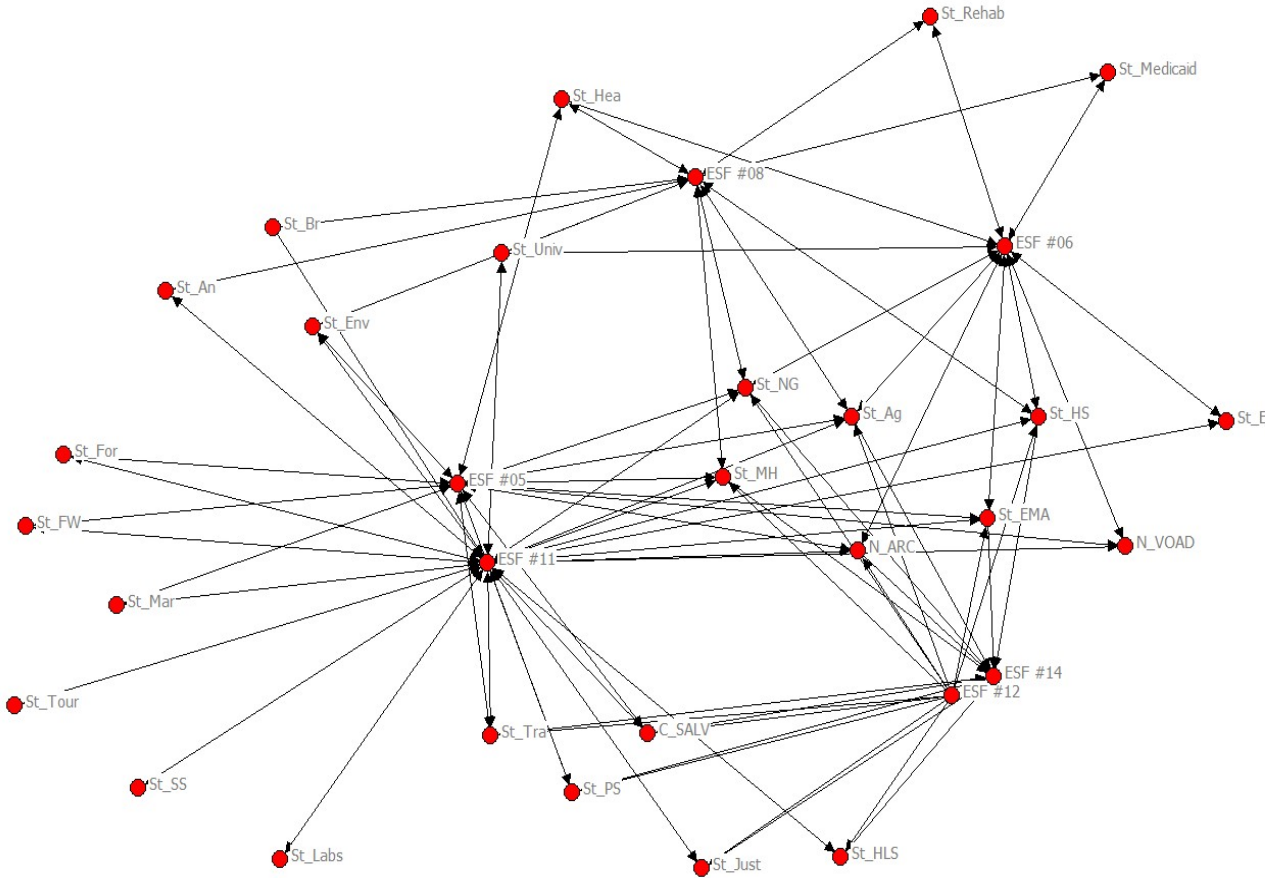 St_Rehab
St_Medicaid
St_Hea
ESF #08
St_Br
ESF #06
St_Univ
St_An
St_Env
St_NG
St_Ag
St_HS
St_E
St_For
St_MH
ESF #05
St_EMA
St_FW
N_VOAD
N_ARC
ESF #11
St_Mar
ESF #14
ESF #12
St_Tour
St_Tra
C_SALV
St_SS
St_PS
St_Labs
St_HLS
St_Just